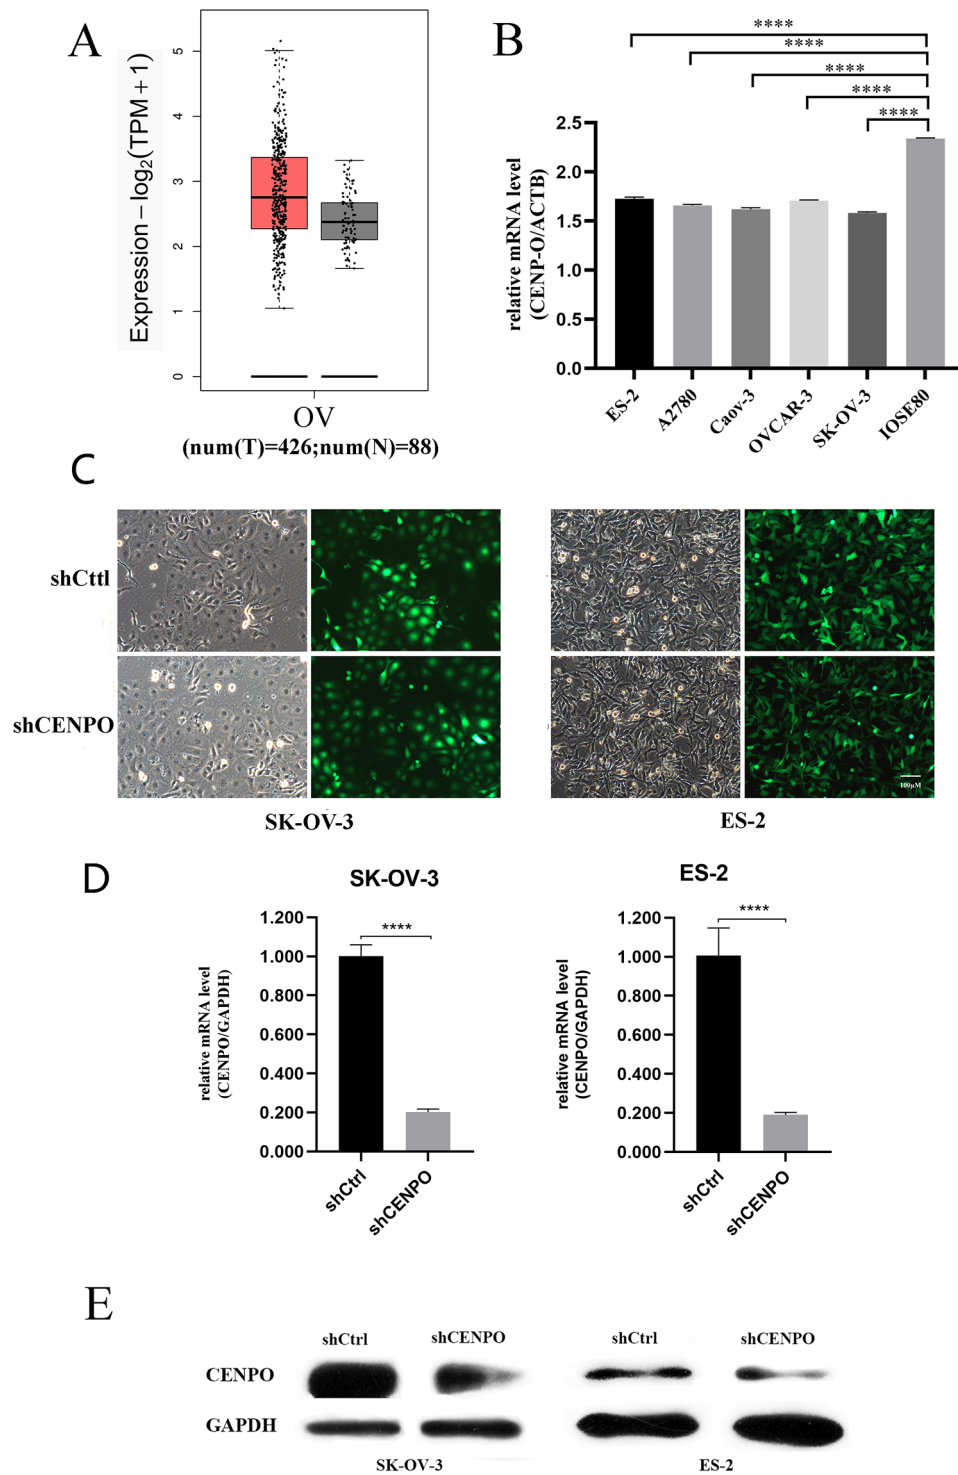 A
Expression – log2(TPM + 1)
5
4
3
2
1
0
OV
(num(T)=426;num(N)=88)
B
****
****
****
****
****
relative mRNA level
(CENP-O/ACTB)
2.5
2.0
1.5
1.0
0.5
0.0
ES-2
A2780
Caov-3
OVCAR-3
SK-OV-3
IOSE80
C
shCttl
shCENPO
100μM
SK-OV-3
ES-2
D
SK-OV-3
relative mRNA level
(CENPO/GAPDH)
1.200
1.000
0.800
0.600
0.400
0.200
0.000
****
shCtrl
shCENPO
ES-2
relative mRNA level
(CENPO/GAPDH)
1.200
1.000
0.800
0.600
0.400
0.200
0.000
****
shCtrl
shCENPO
E
shCtrl shCENPO shCtrl shCENPO
CENPO
GAPDH
SK-OV-3 ES-2